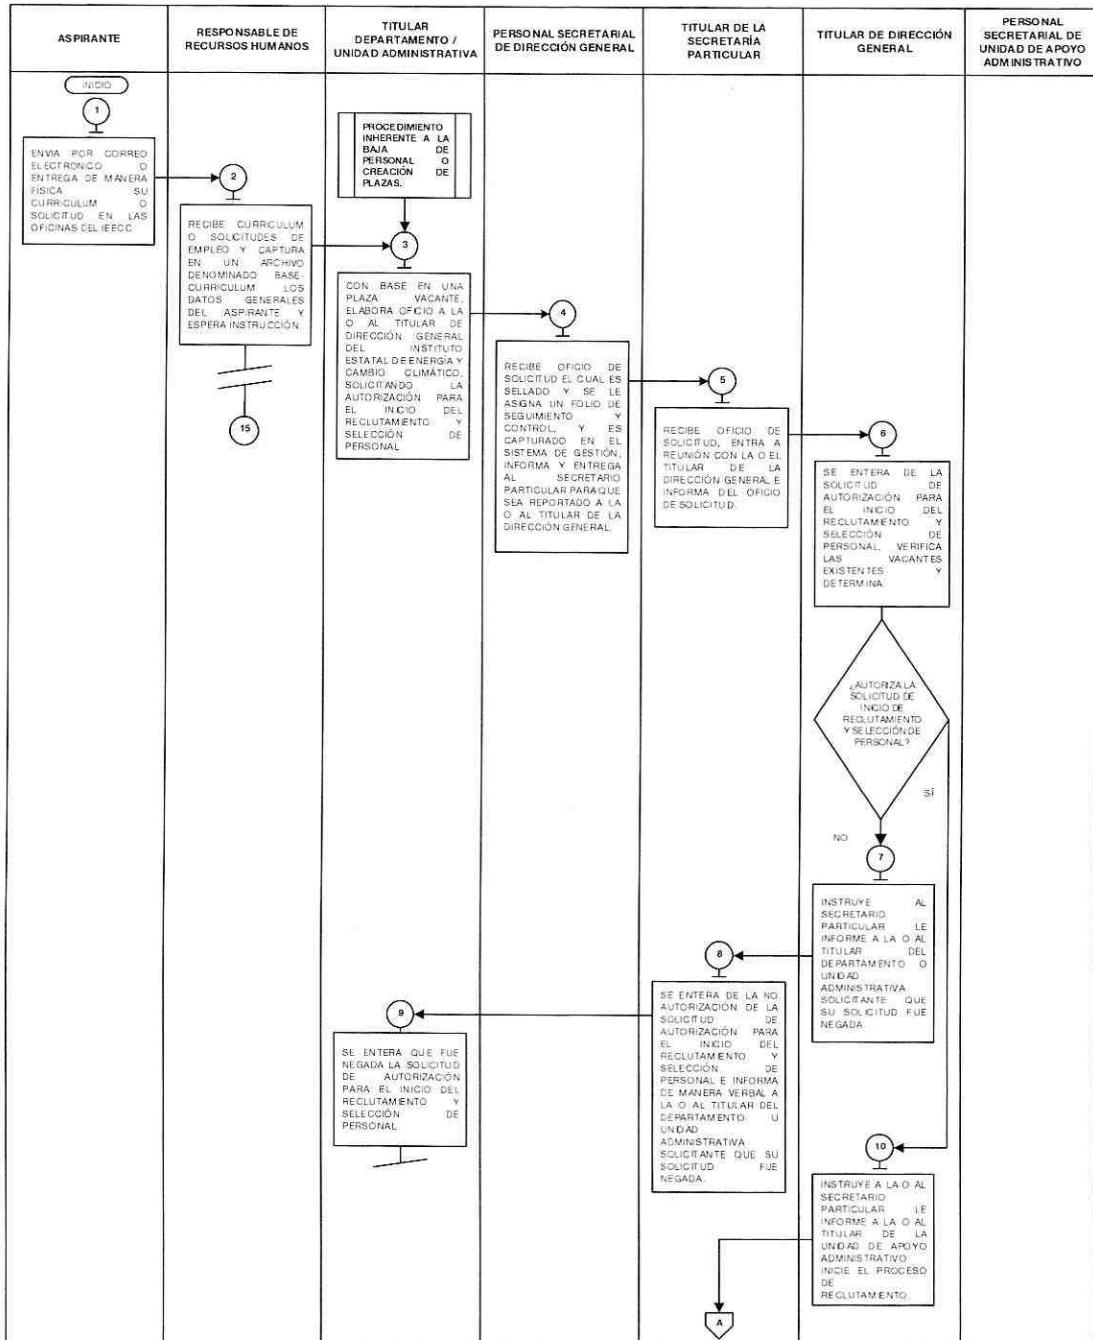 ASPIRANTE
RESPONSABLE DE
RECURSOS HUMANOS
TITULAR
DEPARTAMENTO /
UNIDAD ADMINISTRATIVA
PERSONAL SECRETARIAL
DE DIRECCIÓN GENERAL
TITULAR DE LA
SECRETARÍA
PARTICULAR
TITULAR DE DIRECCIÓN
GENERAL
PERSONAL
SECRETARIAL DE
UNIDAD DE APOYO
ADMINISTRATIVO
INICIO
1
ENVIA POR CORREO
ELECTRONICO O
ENTREGA DE MANERA
FISICA SU
CURRICULUM O
SOLICITUD EN LAS
OFICINAS DEL IEECC
2
RECIBE CURRICULUM
O SOLICITUDES DE
EMPLEO Y CAPTURA
EN UN ARCHIVO
DENOMINADO BASE-
CURRICULUM LOS
DATOS GENERALES
DEL ASPIRANTE Y
ESPERA INSTRUCCIÓN.
15
PROCEDIMIENTO
INHERENTE A LA
BAJA DE
PERSONAL O
CREACIÓN DE
PLAZAS.
3
CON BASE EN UNA
PLAZA VACANTE,
ELABORA OFICIO A LA
O AL TITULAR DE
DIRECCIÓN GENERAL
DEL INSTITUTO
ESTATAL DE ENERGÍA Y
CAMBIO CLIMÁTICO,
SOLICITANDO LA
AUTORIZACIÓN PARA
EL INICIO DEL
RECLUTAMIENTO Y
SELECCIÓN DE
PERSONAL
4
RECIBE OFICIO DE
SOLICITUD EL CUAL ES
SELLADO Y SE LE
ASIGNA UN FOLIO DE
SEGUIMIENTO Y
CONTROL, Y ES
CAPTURADO EN EL
SISTEMA DE GESTIÓN,
INFORMA Y ENTREGA
AL SECRETARIO
PARTICULAR PARA QUE
SEA REPORTADO A LA
O AL TITULAR DE LA
DIRECCIÓN GENERAL.
5
RECIBE OFICIO DE
SOLICITUD, ENTRA A
REUNIÓN CON LA O EL
TITULAR DE LA
DIRECCIÓN GENERAL E
INFORMA DEL OFICIO
DE SOLICITUD.
6
SE ENTERA DE LA
SOLICITUD DE
AUTORIZACIÓN PARA
EL INICIO DEL
RECLUTAMIENTO Y
SELECCIÓN DE
PERSONAL, VERIFICA
LAS VACANTES
EXISTENTES Y
DETERMINA.
¿AUTORIZA LA
SOLICITUD DE
INICIO DE
RECLUTAMIENTO
Y SELECCIÓN DE
PERSONAL?
SÍ
NO
7
INSTRUYE AL
SECRETARIO
PARTICULAR LE
INFORME A LA O AL
TITULAR DEL
DEPARTAMENTO O
UNIDAD
ADMINISTRATIVA
SOLICITANTE QUE
SU SOLICITUD FUE
NEGADA.
8
SE ENTERA DE LA NO
AUTORIZACIÓN DE LA
SOLICITUD DE
AUTORIZACIÓN PARA
EL INICIO DEL
RECLUTAMIENTO Y
SELECCIÓN DE
PERSONAL E INFORMA
DE MANERA VERBAL A
LA O AL TITULAR DEL
DEPARTAMENTO U
UNIDAD
ADMINISTRATIVA
SOLICITANTE QUE SU
SOLICITUD FUE
NEGADA.
9
SE ENTERA QUE FUE
NEGADA LA SOLICITUD
DE AUTORIZACIÓN
PARA EL INICIO DEL
RECLUTAMIENTO Y
SELECCIÓN DE
PERSONAL
10
INSTRUYE A LA O AL
SECRETARIO
PARTICULAR LE
INFORME A LA O AL
TITULAR DE LA
UNIDAD DE APOYO
ADMINISTRATIVO
INICIE EL PROCESO
DE
RECLUTAMIENTO
A